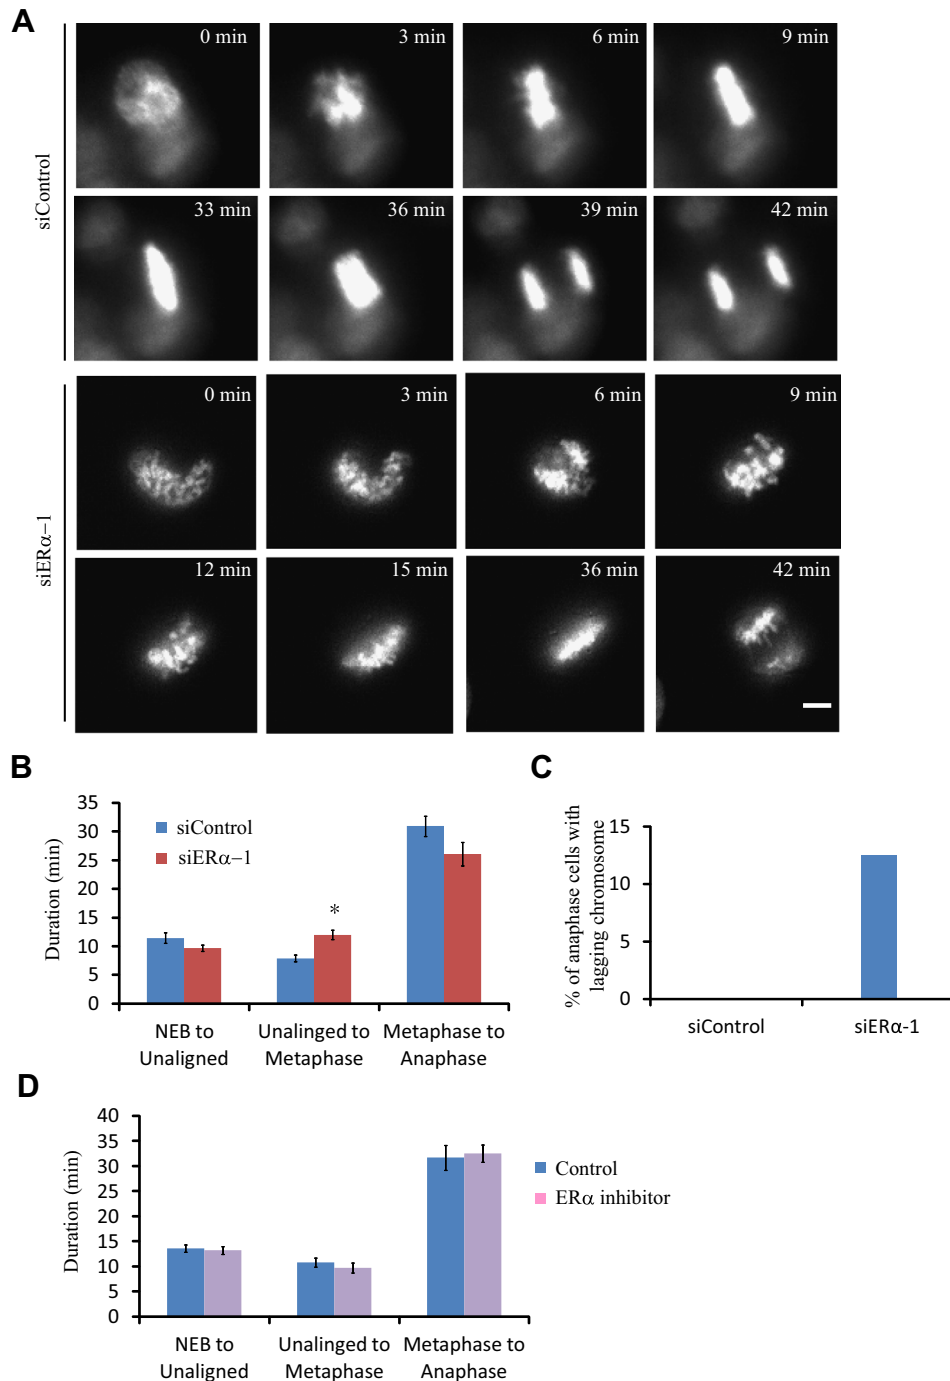 A
siControl
0 min
3 min
6 min
9 min
33 min
36 min
39 min
42 min
siERα−1
0 min
3 min
6 min
9 min
12 min
15 min
36 min
42 min
B
Duration (min)
35
30
25
20
15
10
5
0
siControl
siERα−1
*
NEB to
Unaligned
Unalinged to
Metaphase
Metaphase to
Anaphase
C
% of anaphase cells with
lagging chromosome
15
10
5
0
siControl
siERα-1
D
Duration (min)
40
35
30
25
20
15
10
5
0
Control
ERα inhibitor
NEB to
Unaligned
Unalinged to
Metaphase
Metaphase to
Anaphase